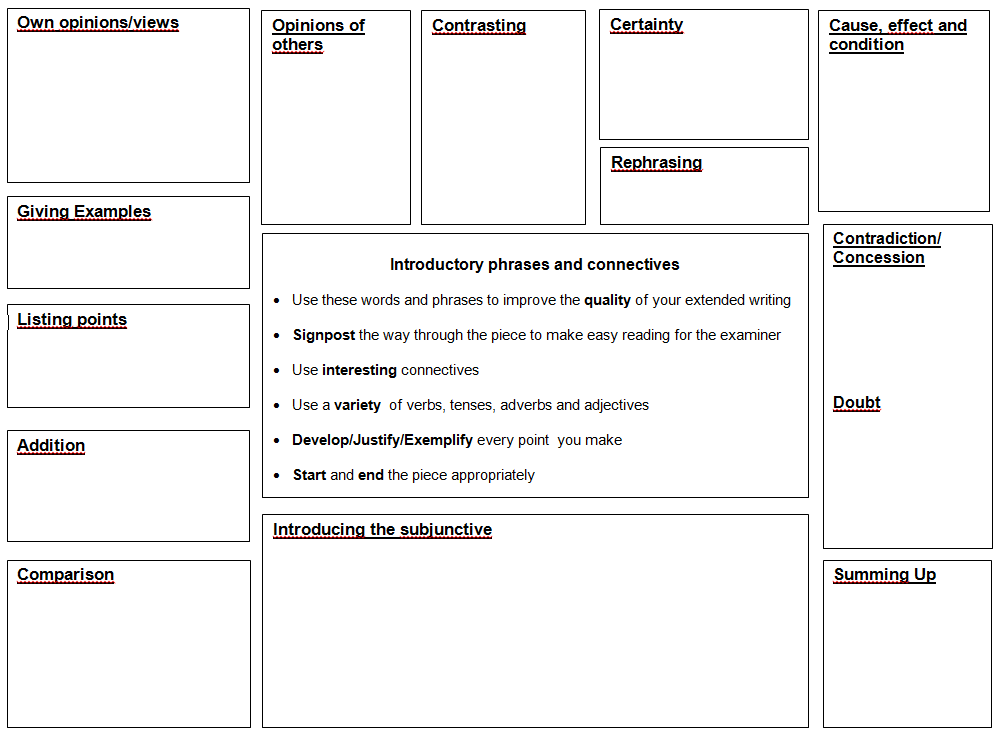 Own opinions/views
Opinions of
others
Contrasting
Certainty
Cause, effect and
condition
Rephrasing
Giving Examples
Contradiction/
Concession
Introductory phrases and connectives
Use these words and phrases to improve the quality of your extended writing
Listing points
Signpost the way through the piece to make easy reading for the examiner
Use interesting connectives
Use a variety  of verbs, tenses, adverbs and adjectives
Doubt
Addition
Develop/Justify/Exemplify every point  you make
Start and end the piece appropriately
Introducing the subjunctive
Comparison
Summing Up